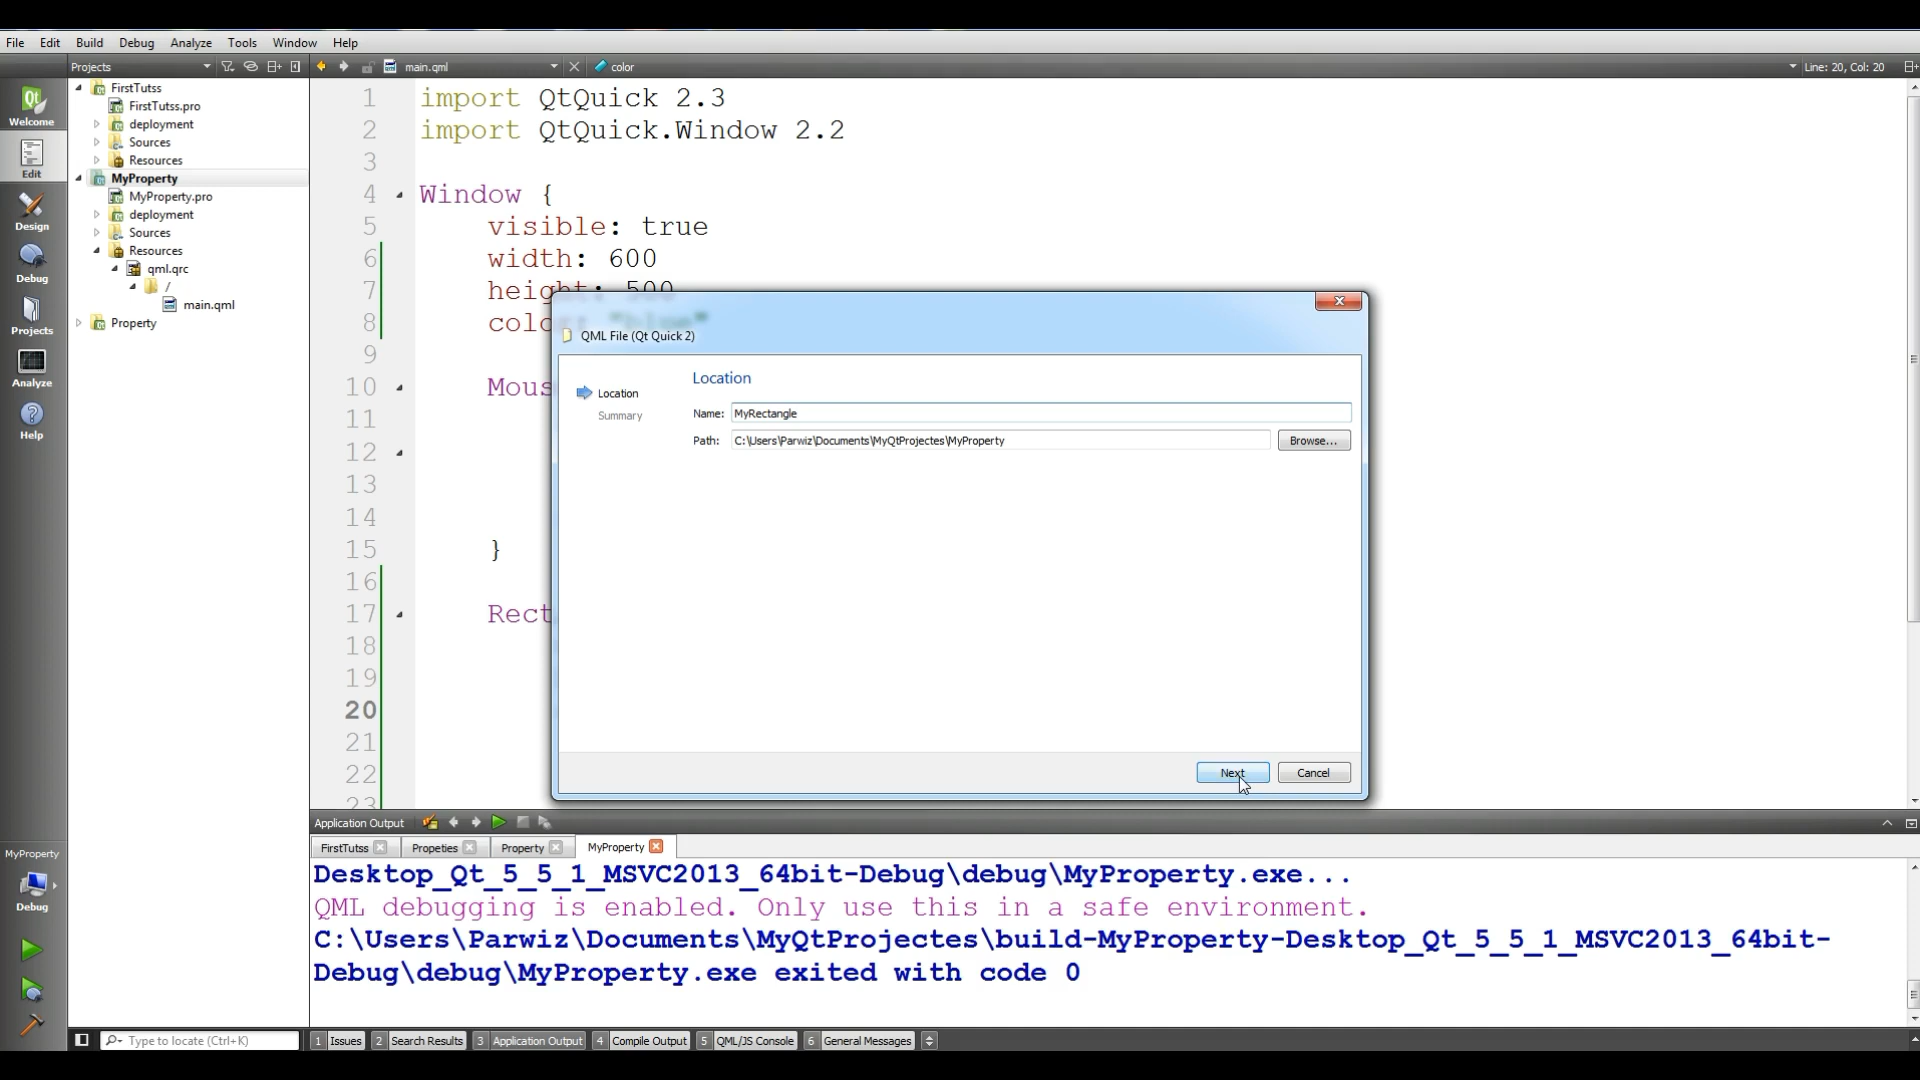 File Edit Build Debug Analyze Tools Window Help
Projects main.qml color Line: 20, Col: 20
Welcome
Edit
Design
Debug
Projects
Analyze
Help
FirstTutss
FirstTutss.pro
deployment
Sources
Resources
MyProperty
MyProperty.pro
deployment
Sources
Resources
qml.qrc
/
main.qml
Property
1 import QtQuick 2.3
2 import QtQuick.Window 2.2
3
4 Window {
5 visible: true
6 width: 600
7 height: 500
8 color: "blue"
9
10 Mous
11
12
13
14
15 }
16
17 Rect
18
19
20
21
22
23
QML File (Qt Quick 2)
Location
Summary
Location
Name: MyRectangle
Path: C:\Users\Parwiz\Documents\MyQtProjectes\MyProperty Browse...
Next Cancel
Application Output
FirstTutss Propeties Property MyProperty
Desktop_Qt_5_5_1_MSVC2013_64bit-Debug\debug\MyProperty.exe...
QML debugging is enabled. Only use this in a safe environment.
C:\Users\Parwiz\Documents\MyQtProjectes\build-MyProperty-Desktop_Qt_5_5_1_MSVC2013_64bit-
Debug\debug\MyProperty.exe exited with code 0
MyProperty
Debug
Type to locate (Ctrl+K) 1 Issues 2 Search Results 3 Application Output 4 Compile Output 5 QML/JS Console 6 General Messages